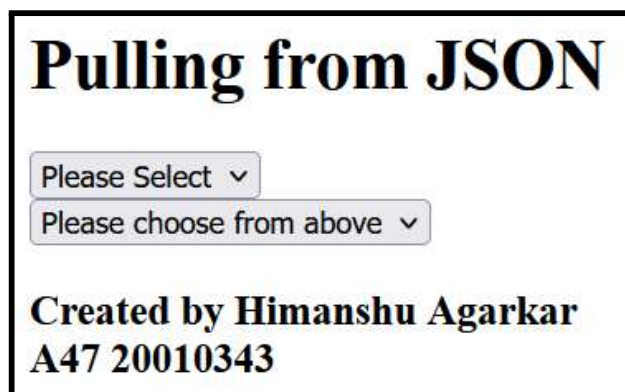 Pulling from JSON
Please Select
Please choose from above
Created by Himanshu Agarkar
A47 20010343